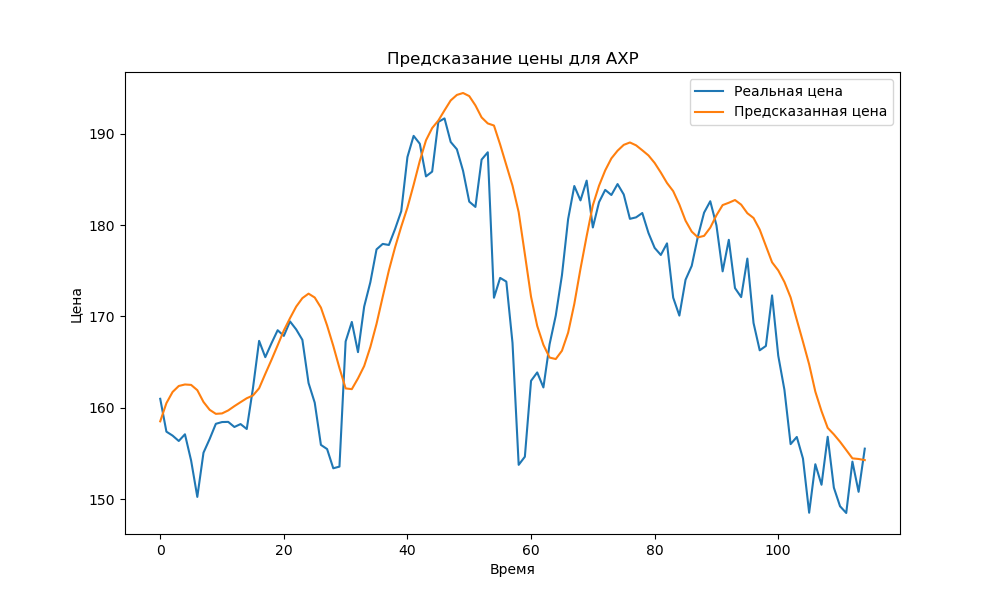 Предсказание цены для AXP
Реальная цена
Предсказанная цена
Цена
190
180
170
160
150
0 20 40 60 80 100
Время